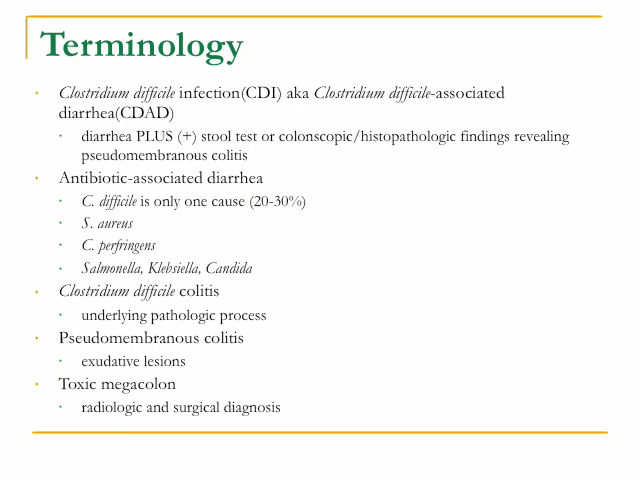 Terminology
• Clostridium difficile infection(CDI) aka Clostridium difficile-associated
diarrhea(CDAD)
• diarrhea PLUS (+) stool test or colonscopic/histopathologic findings revealing
pseudomembranous colitis
• Antibiotic-associated diarrhea
• C. difficile is only one cause (20-30%)
• S. aureus
• C. perfringens
• Salmonella, Klebsiella, Candida
• Clostridium difficile colitis
• underlying pathologic process
• Pseudomembranous colitis
• exudative lesions
• Toxic megacolon
• radiologic and surgical diagnosis